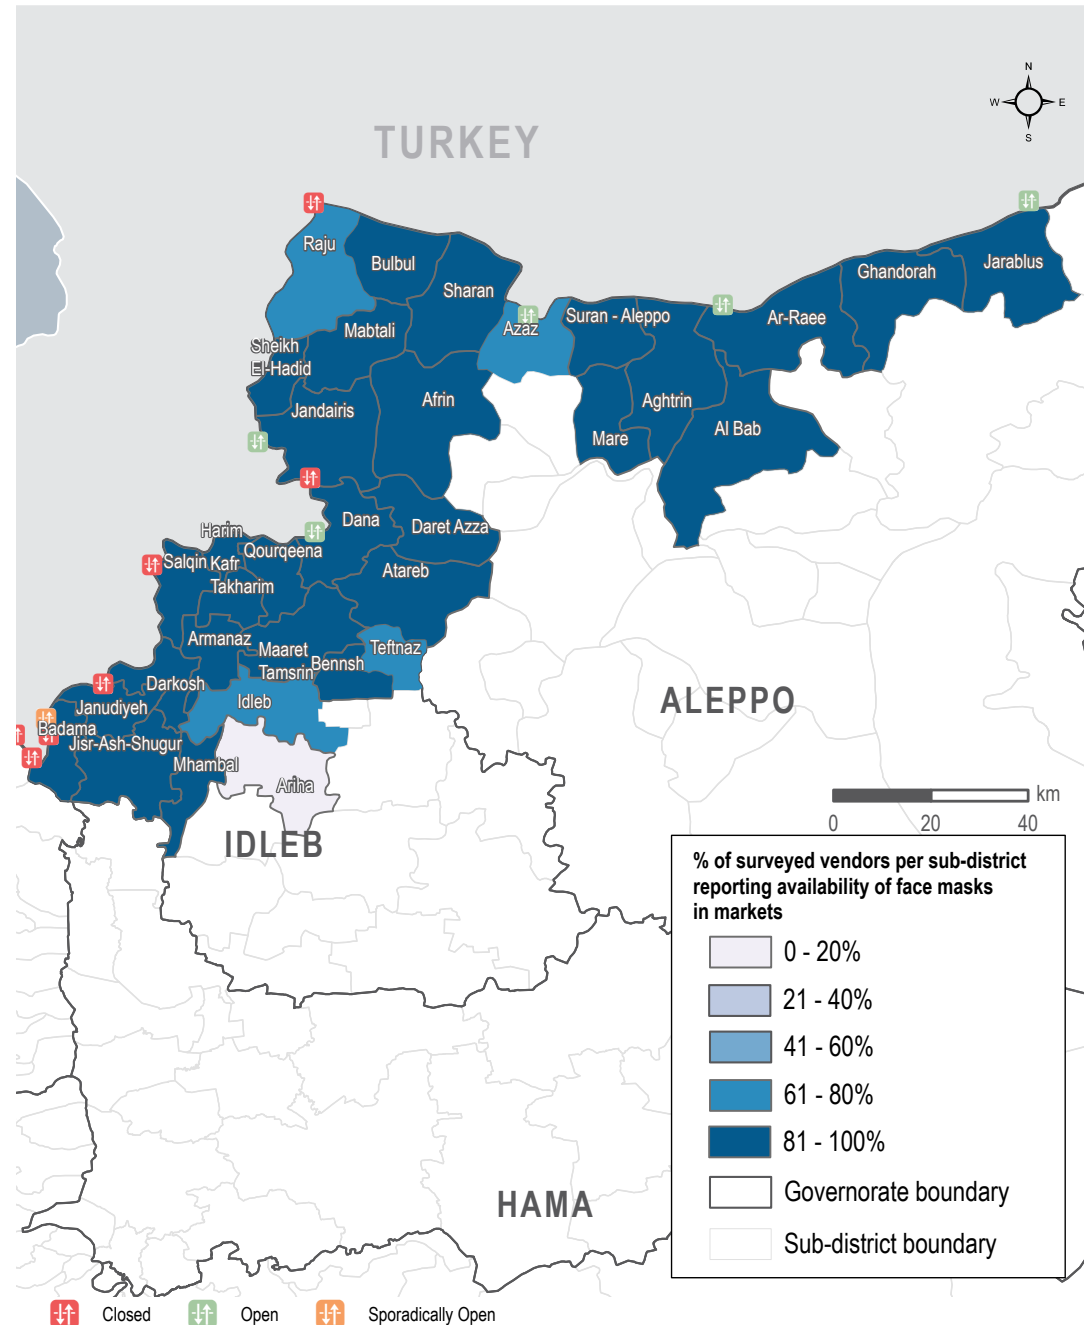 N
W E
S
TURKEY
Raju
Bulbul
Sharan
Ghandorah
Jarablus
Mabtali
Azaz
Suran - Aleppo
Ar-Raee
Sheikh
El-Hadid
Jandairis
Afrin
Aghtrin
Al Bab
Mare
Dana
Daret Azza
Harim
Qourqeena
Salqin
Kafr
Takharim
Atareb
Armanaz
Maaret
Tamsrin
Bennsh
Teftnaz
Darkosh
Idleb
Janudiyeh
Badama
Jisr-Ash-Shugur
Mhambal
Ariha
ALEPPO
IDLEB
HAMA
km
0 20 40
% of surveyed vendors per sub-district
reporting availability of face masks
in markets
0 - 20%
21 - 40%
41 - 60%
61 - 80%
81 - 100%
Governorate boundary
Sub-district boundary
Closed Open Sporadically Open